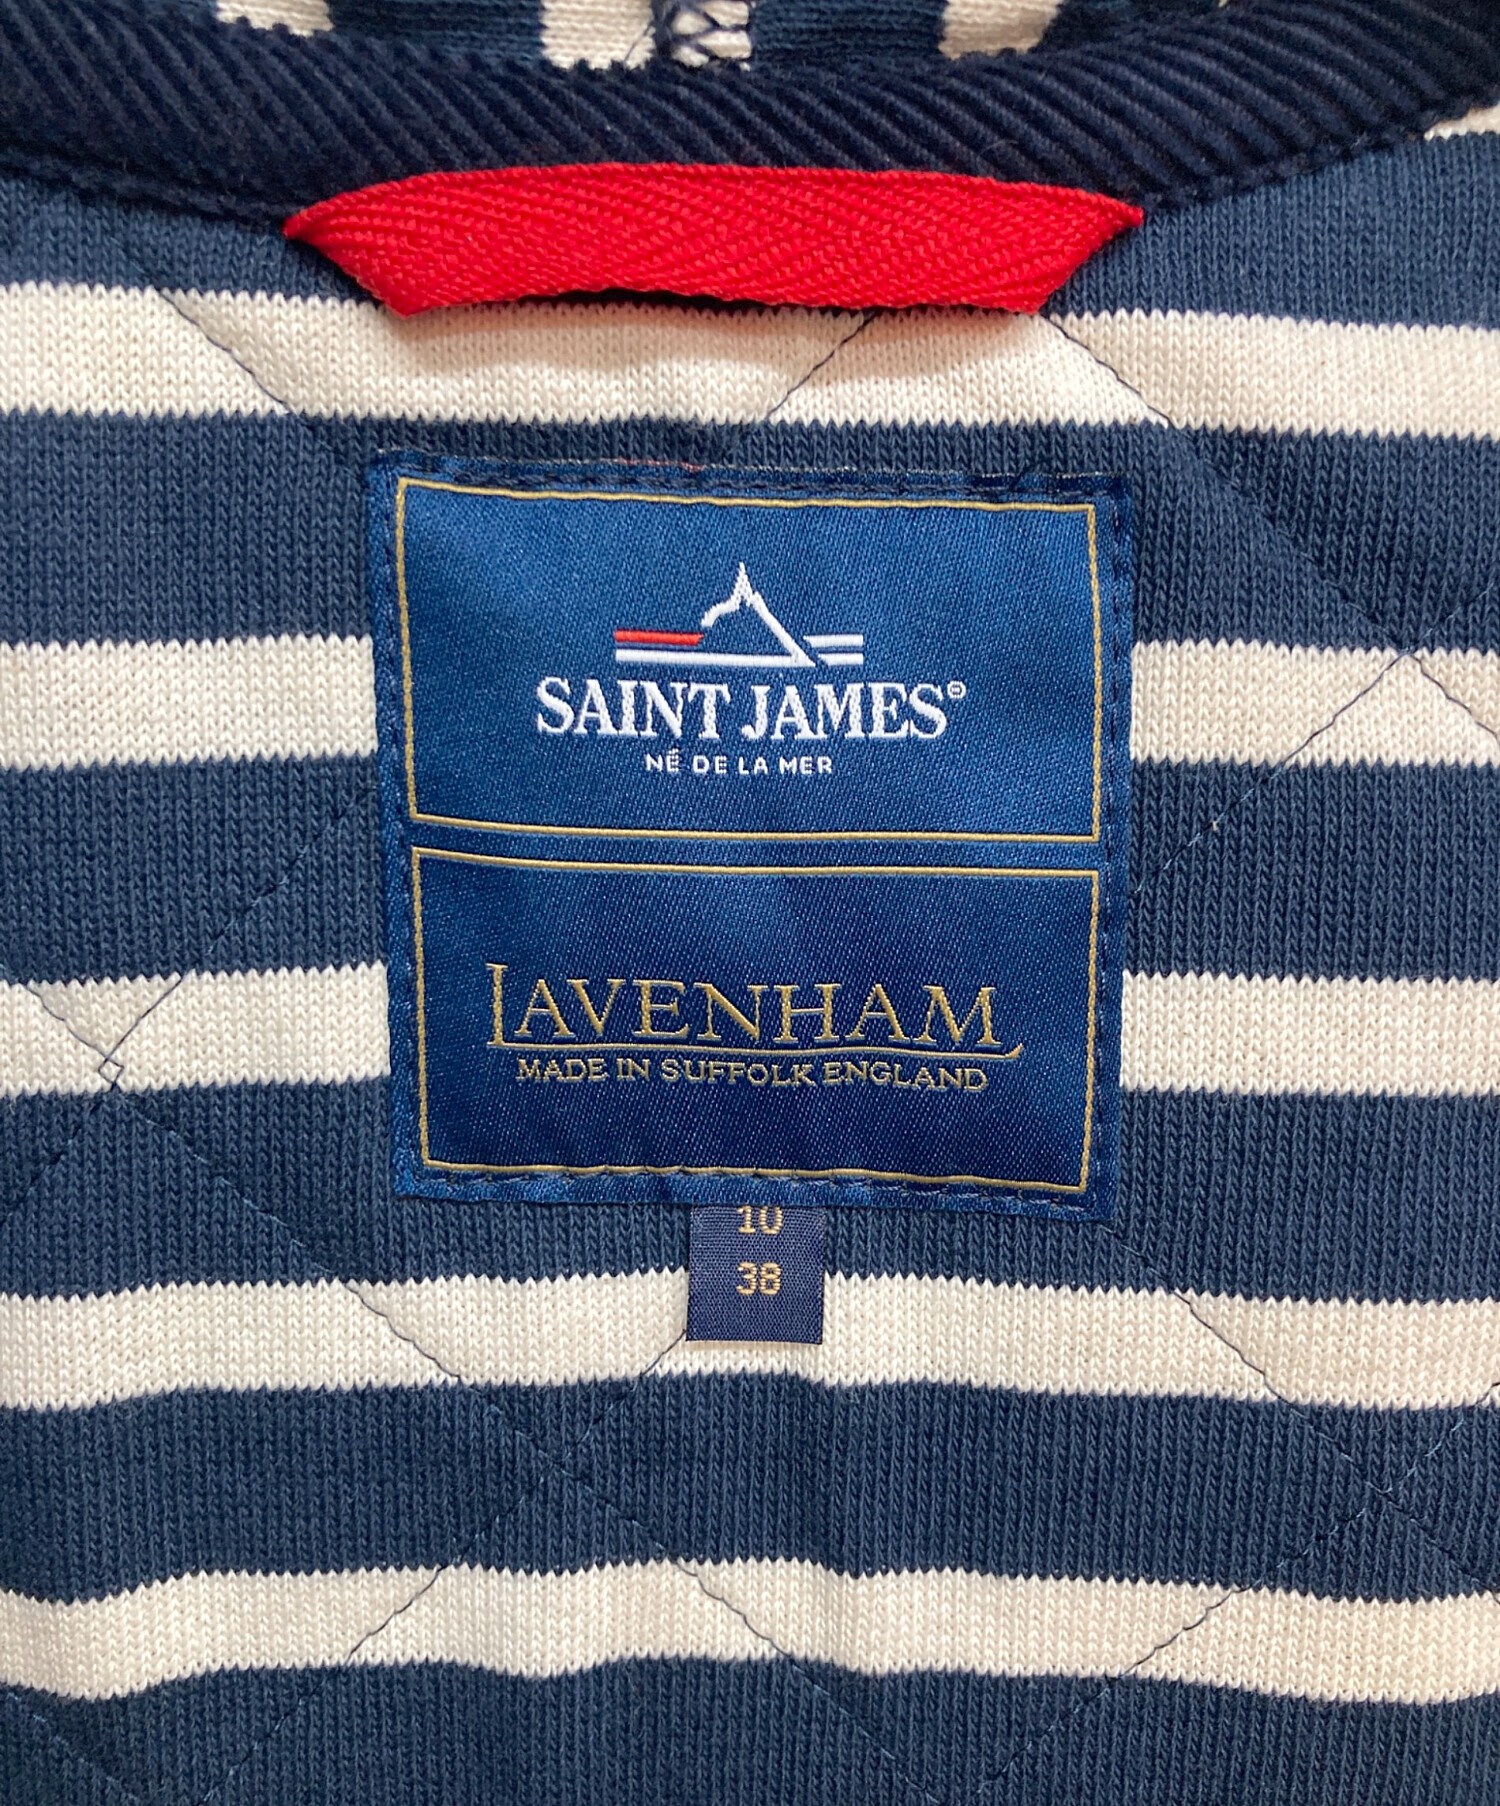 SAINT JAMES®
NÉ DE LA MER
LAVENHAM
MADE IN SUFFOLK ENGLAND
10
38